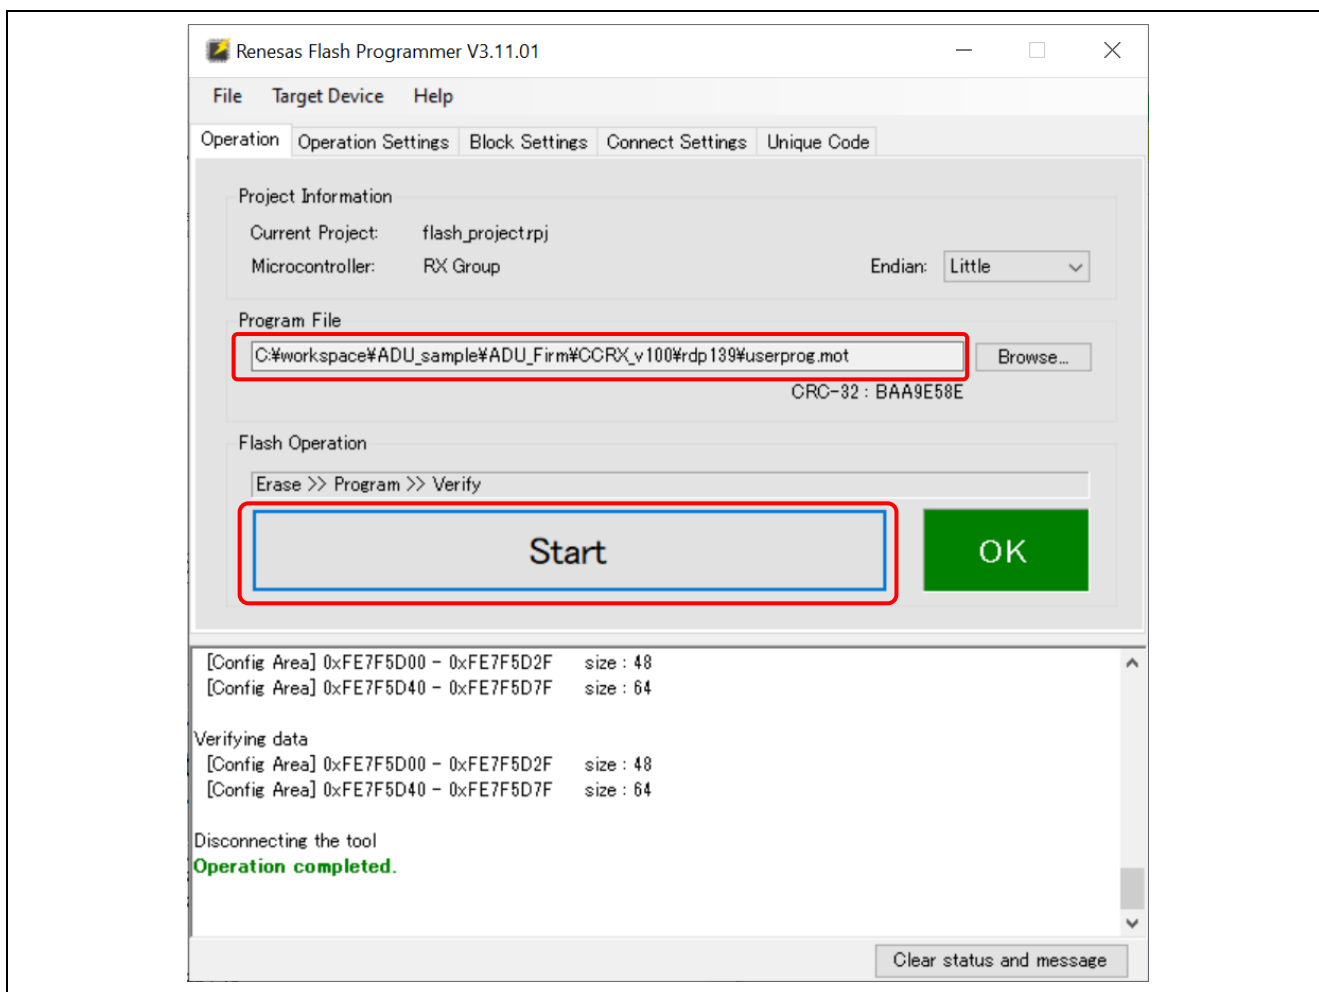 Renesas Flash Programmer V3.11.01
File Target Device Help
Operation Operation Settings Block Settings Connect Settings Unique Code
Project Information
Current Project: flash_project.rpj
Microcontroller: RX Group Endian: Little
Program File
C:¥workspace¥ADU_sample¥ADU_Firm¥CCRX_v100¥rdp139¥userprog.mot Browse...
CRC-32 : BAA9E58E
Flash Operation
Erase >> Program >> Verify
Start OK
[Config Area] 0xFE7F5D00 - 0xFE7F5D2F size : 48
[Config Area] 0xFE7F5D40 - 0xFE7F5D7F size : 64
Verifying data
[Config Area] 0xFE7F5D00 - 0xFE7F5D2F size : 48
[Config Area] 0xFE7F5D40 - 0xFE7F5D7F size : 64
Disconnecting the tool
Operation completed.
Clear status and message